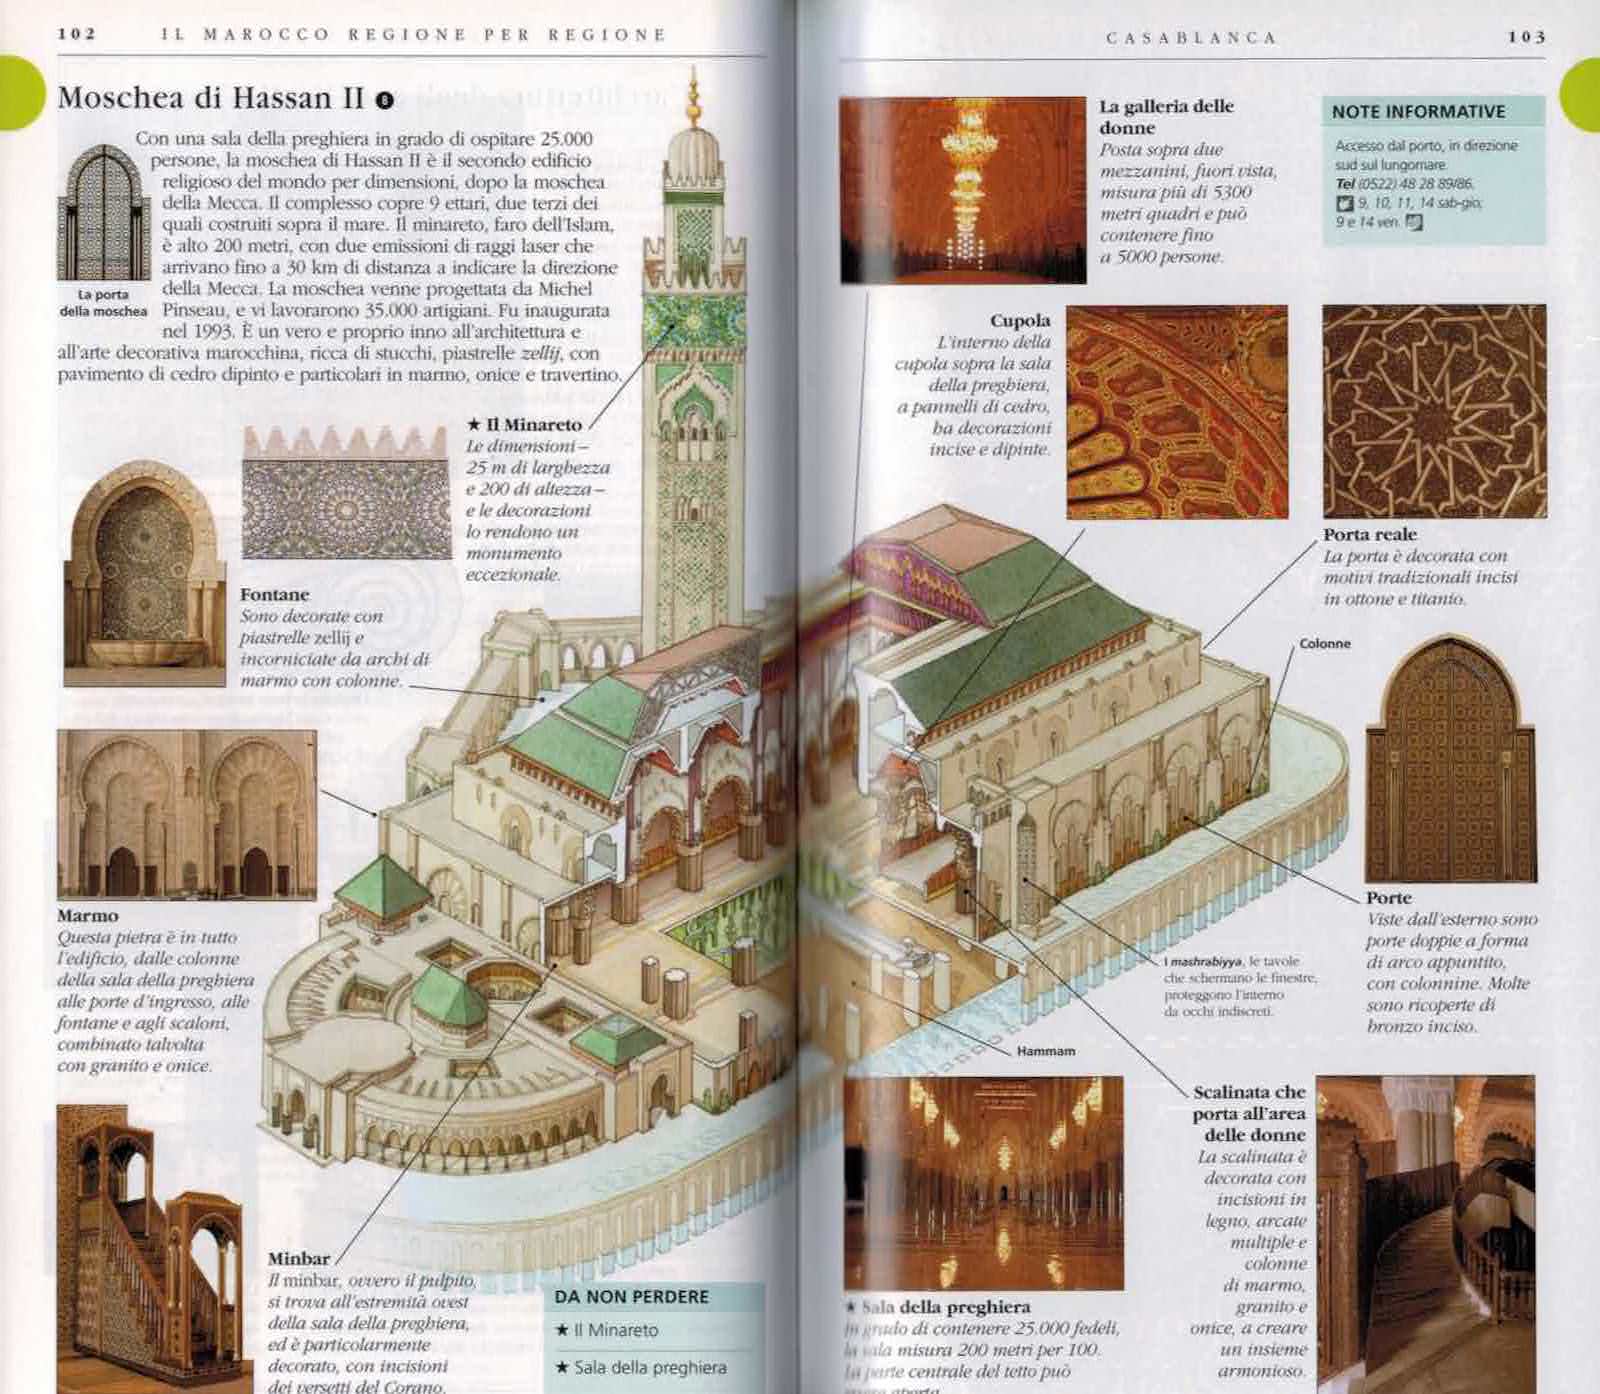 102
IL MAROCCO REGIONE PER REGIONE
Moschea di Hassan II 8
Con una sala della preghiera in grado di ospitare 25.000
persone, la moschea di Hassan II è il secondo edificio
religioso del mondo per dimensioni, dopo la moschea
della Mecca. Il complesso copre 9 ettari, due terzi dei
quali costruiti sopra il mare. Il minareto, faro dell'Islam,
è alto 200 metri, con due emissioni di raggi laser che
arrivano fino a 30 km di distanza a indicare la direzione
della Mecca. La moschea venne progettata da Michel
Pinseau, e vi lavorarono 35.000 artigiani. Fu inaugurata
nel 1993. È un vero e proprio inno all'architettura e
all'arte decorativa marocchina, ricca di stucchi, piastrelle zellij, con
pavimento di cedro dipinto e particolari in marmo, onice e travertino.
La porta
della moschea
★ Il Minareto
Le dimensioni –
25 m di larghezza
e 200 di altezza –
e le decorazioni
lo rendono un
monumento
eccezionale.
Fontane
Sono decorate con
piastrelle zellij e
incorniciate da archi di
marmo con colonne.
Marmo
Questa pietra è in tutto
l'edificio, dalle colonne
della sala della preghiera
alle porte d'ingresso, alle
fontane e agli scaloni,
combinato talvolta
con granito e onice.
Minbar
Il minbar, ovvero il pulpito,
si trova all'estremità ovest
della sala della preghiera,
ed è particolarmente
decorato, con incisioni
dei versetti del Corano.
DA NON PERDERE
★ Il Minareto
★ Sala della preghiera
CASABLANCA
103
La galleria delle
donne
Posta sopra due
mezzanini, fuori vista,
misura più di 5300
metri quadri e può
contenere fino
a 5000 persone.
NOTE INFORMATIVE
Accesso dal porto, in direzione
sud sul lungomare.
Tel (0522) 48 28 89/86.
9, 10, 11, 14 sab-gio;
9 e 14 ven.
Cupola
L'interno della
cupola sopra la sala
della preghiera,
a pannelli di cedro,
ha decorazioni
incise e dipinte.
Porta reale
La porta è decorata con
motivi tradizionali incisi
in ottone e titanio.
Colonne
Porte
Viste dall'esterno sono
porte doppie a forma
di arco appuntito,
con colonnine. Molte
sono ricoperte di
bronzo inciso.
I mashrabiyya, le tavole
che schermano le finestre,
proteggono l'interno
da occhi indiscreti.
Hammam
Scalinata che
porta all'area
delle donne
La scalinata è
decorata con
incisioni in
legno, arcate
multiple e
colonne
di marmo,
granito e
onice, a creare
un insieme
armonioso.
★ Sala della preghiera
In grado di contenere 25.000 fedeli,
la sala misura 200 metri per 100.
La parte centrale del tetto può